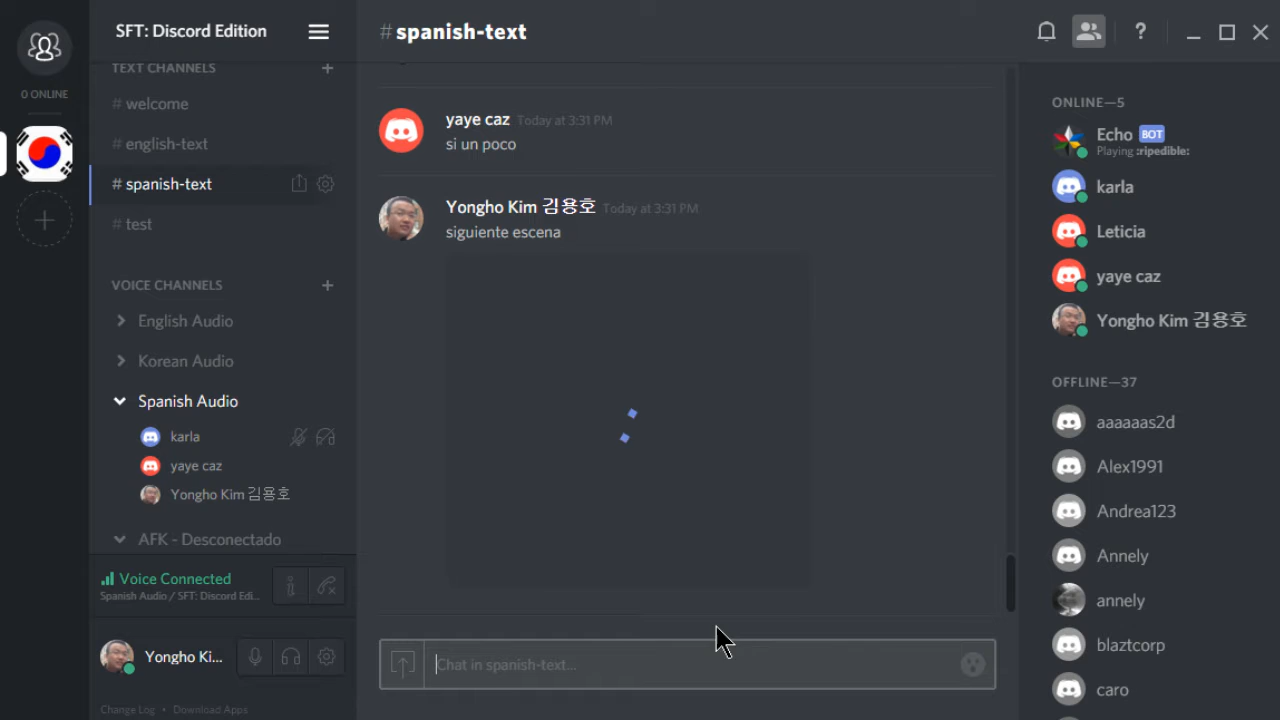 0 ONLINE
SFT: Discord Edition
TEXT CHANNELS
# welcome
# english-text
# spanish-text
# test
VOICE CHANNELS
English Audio
Korean Audio
Spanish Audio
karla
yaye caz
Yongho Kim 김용호
AFK - Desconectado
Voice Connected
Spanish Audio / SFT: Discord Edi...
Yongho Ki...
Change Log • Download Apps
# spanish-text
yaye caz Today at 3:31 PM
si un poco
Yongho Kim 김용호 Today at 3:31 PM
siguiente escena
Chat in spanish-text...
ONLINE—5
Echo BOT
Playing :ripedible:
karla
Leticia
yaye caz
Yongho Kim 김용호
OFFLINE—37
aaaaaas2d
Alex1991
Andrea123
Annely
annely
blaztcorp
caro